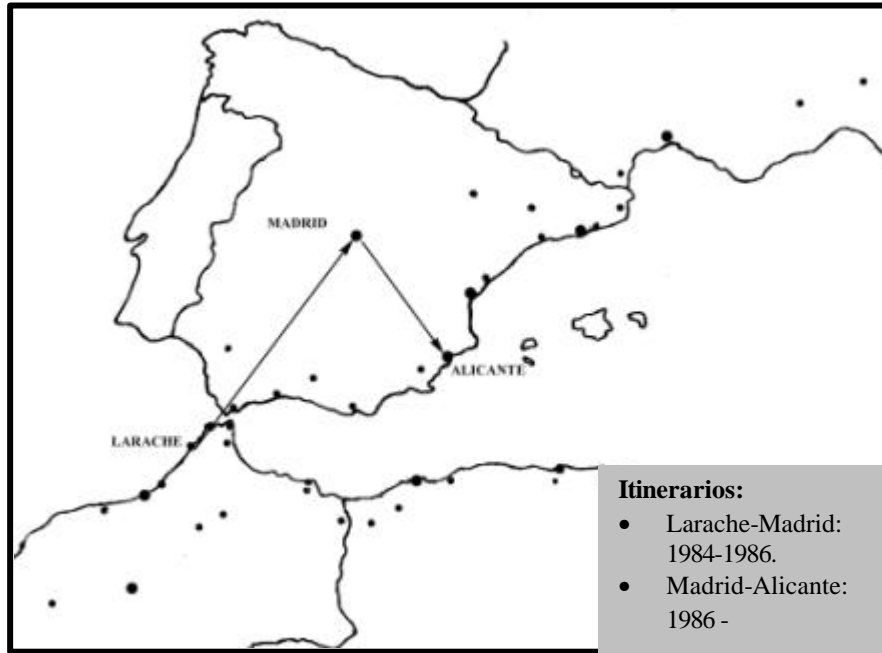 MADRID
ALICANTE
LARACHE
Itinerarios:
• Larache-Madrid:
1984-1986.
• Madrid-Alicante:
1986 -